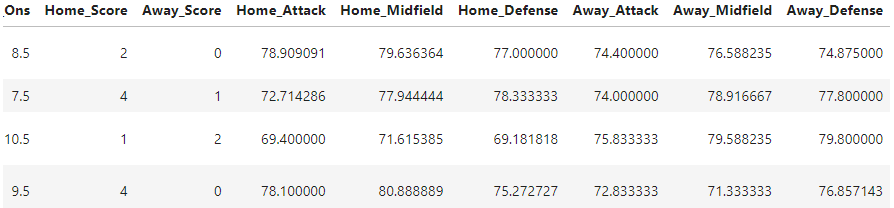 _Ons Home_Score Away_Score Home_Attack Home_Midfield Home_Defense Away_Attack Away_Midfield Away_Defense
8.5 2 0 78.909091 79.636364 77.000000 74.400000 76.588235 74.875000
7.5 4 1 72.714286 77.944444 78.333333 74.000000 78.916667 77.800000
10.5 1 2 69.400000 71.615385 69.181818 75.833333 79.588235 79.800000
9.5 4 0 78.100000 80.888889 75.272727 72.833333 71.333333 76.857143